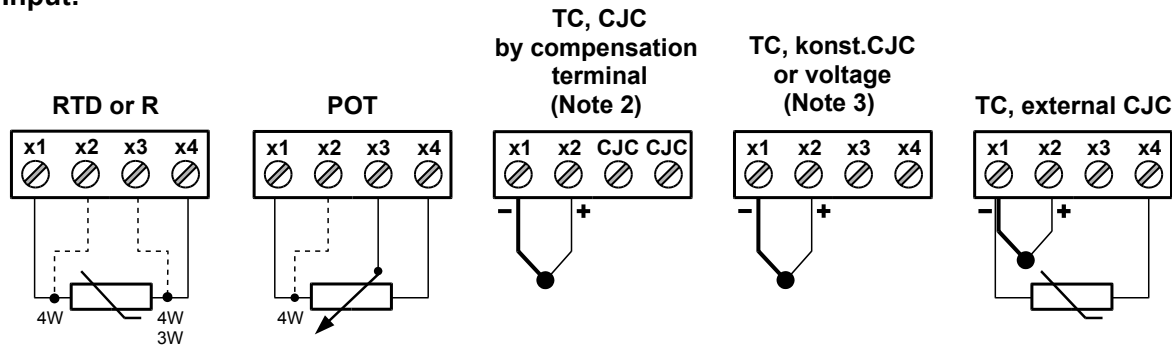 input:
TC, CJC
by compensation
terminal
(Note 2)
TC, konst.CJC
or voltage
(Note 3)
RTD or R
POT
TC, external CJC
x1 x2 x3 x4
x1 x2 x3 x4
x1 x2 CJC CJC
x1 x2 x3 x4
x1 x2 x3 x4
- +
- +
- +
4W 4W
3W
4W